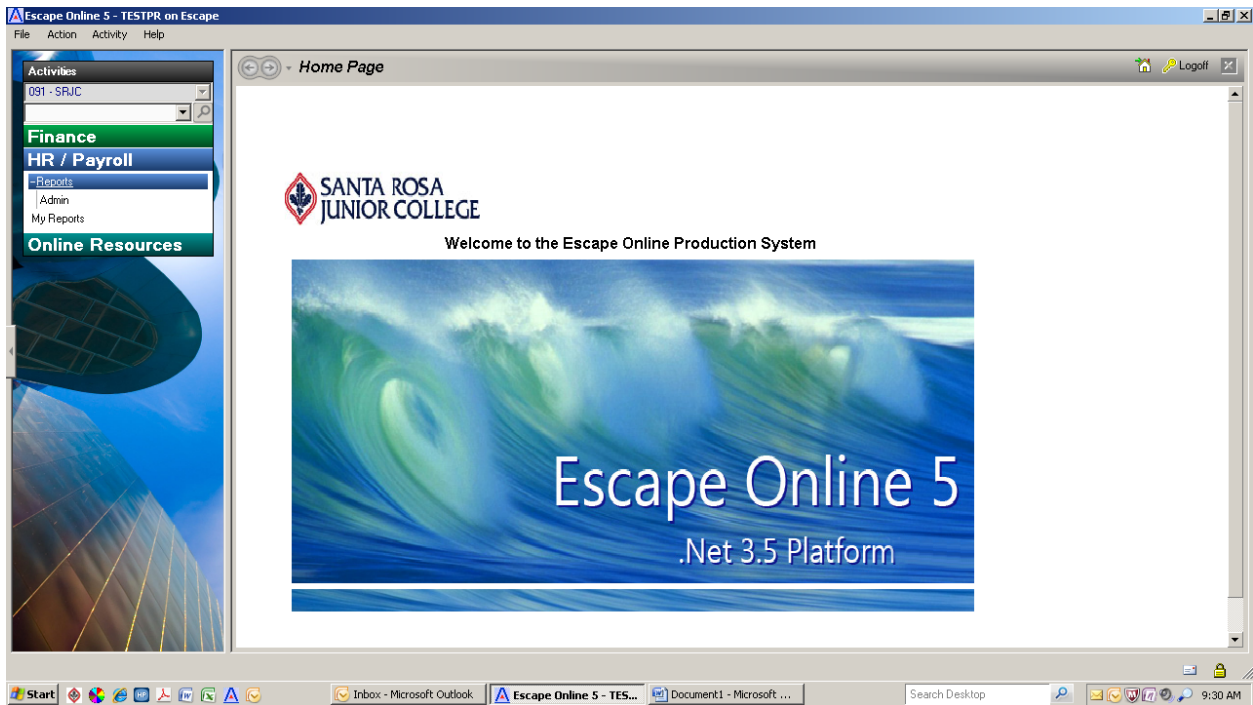 Escape Online 5 - TESTPR on Escape
File Action Activity Help
Activities
091 - SRJC
Finance
HR / Payroll
Reports
Admin
My Reports
Online Resources
Home Page
Logoff
SANTA ROSA
JUNIOR COLLEGE
Welcome to the Escape Online Production System
Escape Online 5
.Net 3.5 Platform
Start
Inbox - Microsoft Outlook
Escape Online 5 - TES...
Document1 - Microsoft ...
Search Desktop
9:30 AM